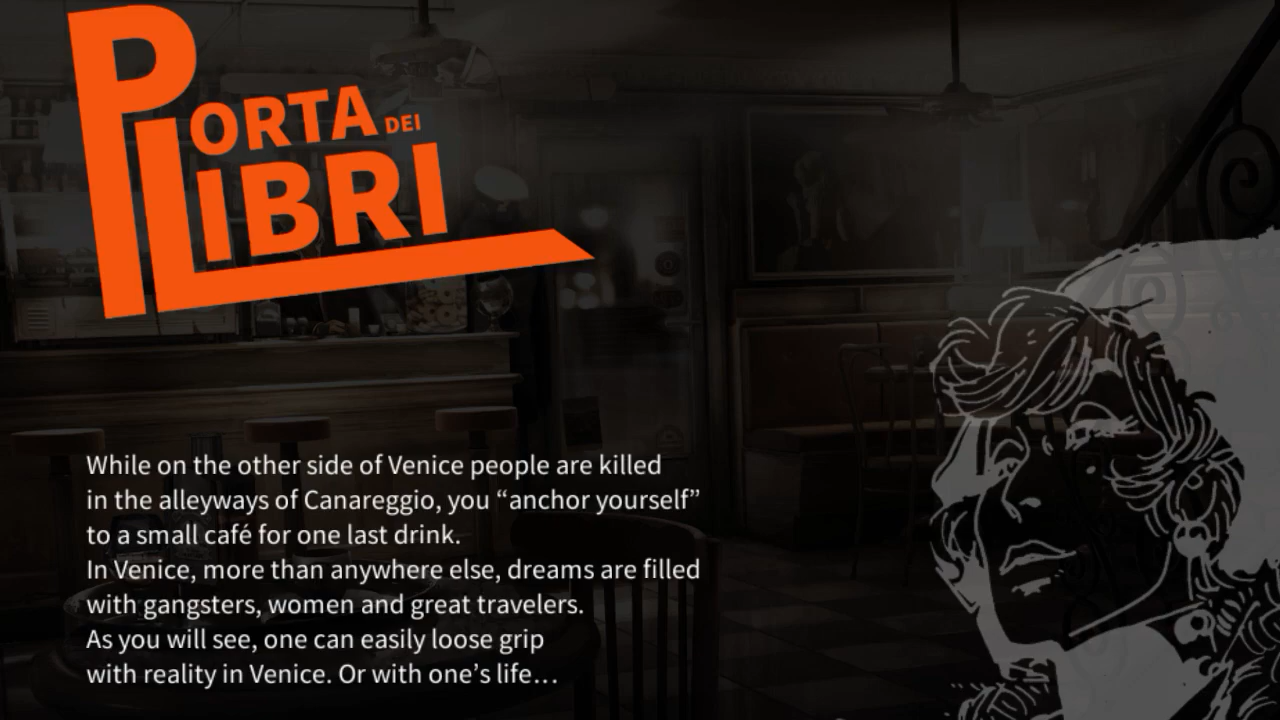 PORTA DEI
LIBRI
While on the other side of Venice people are killed
in the alleyways of Canareggio, you “anchor yourself”
to a small café for one last drink.
In Venice, more than anywhere else, dreams are filled
with gangsters, women and great travelers.
As you will see, one can easily loose grip
with reality in Venice. Or with one’s life…